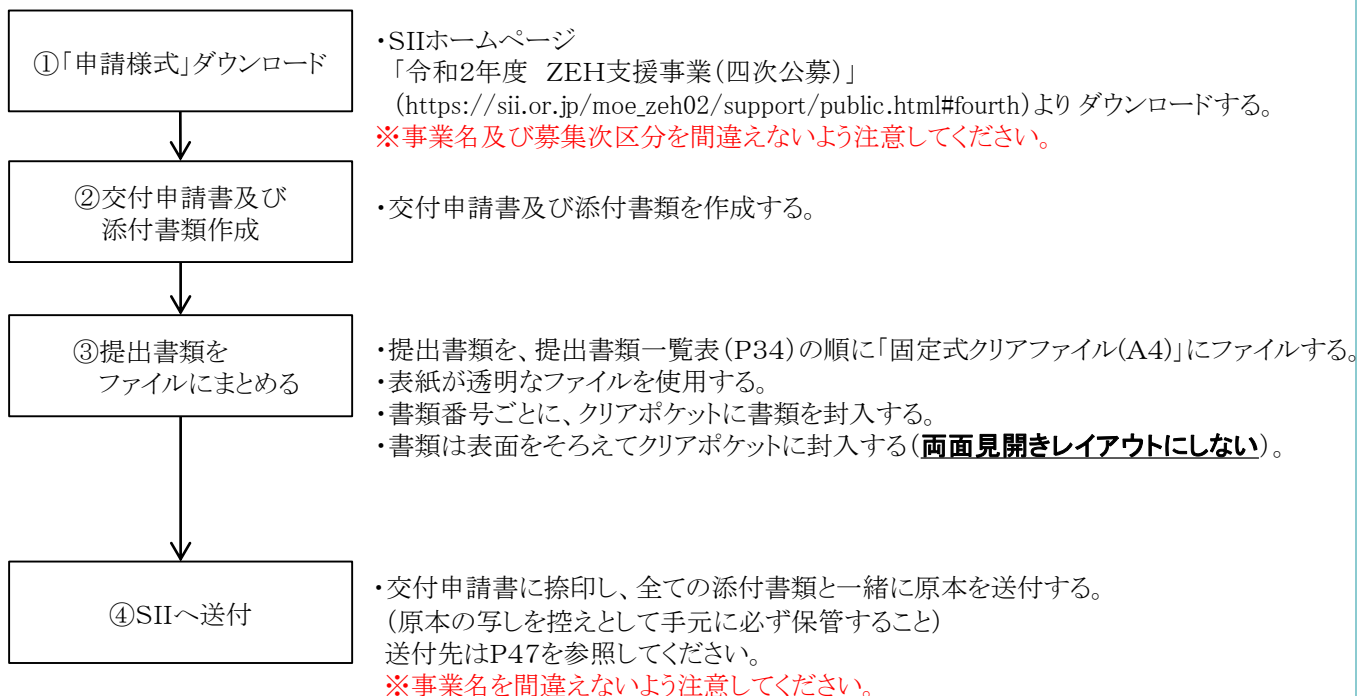 ①「申請様式」ダウンロード
・SIIホームページ
「令和2年度 ZEH支援事業(四次公募)」
(https://sii.or.jp/moe_zeh02/support/public.html#fourth)より ダウンロードする。
※事業名及び募集次区分を間違えないよう注意してください。
②交付申請書及び
添付書類作成
・交付申請書及び添付書類を作成する。
③提出書類を
ファイルにまとめる
・提出書類を、提出書類一覧表(P34)の順に「固定式クリアファイル(A4)」にファイルする。
・表紙が透明なファイルを使用する。
・書類番号ごとに、クリアポケットに書類を封入する。
・書類は表面をそろえてクリアポケットに封入する(両面見開きレイアウトにしない)。
④SIIへ送付
・交付申請書に捺印し、全ての添付書類と一緒に原本を送付する。
(原本の写しを控えとして手元に必ず保管すること)
送付先はP47を参照してください。
※事業名を間違えないよう注意してください。